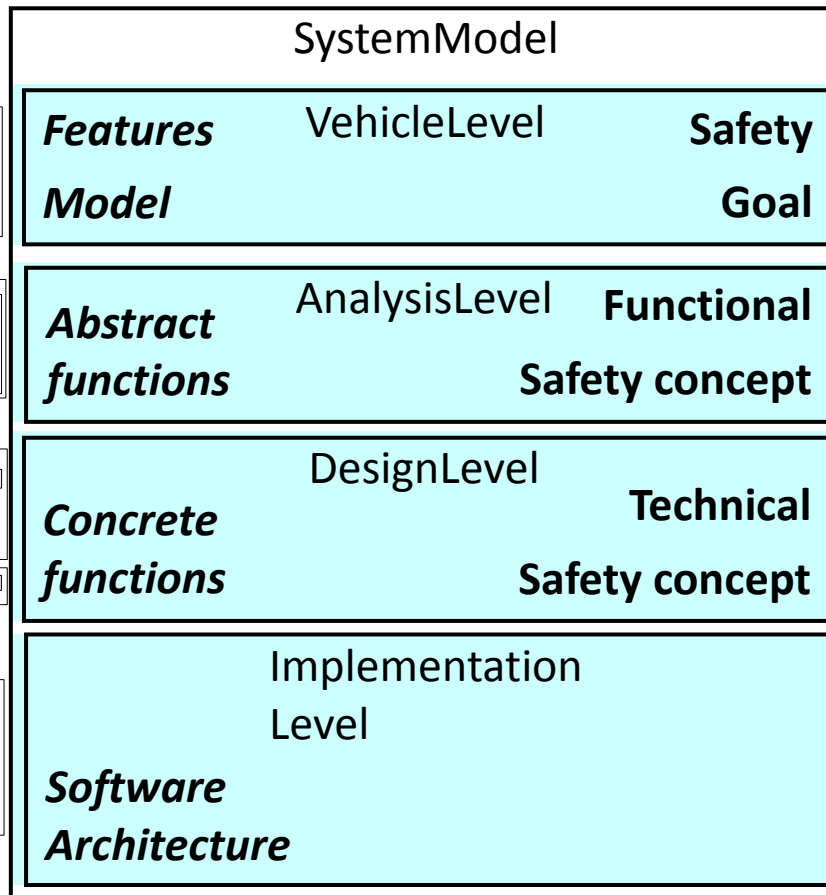 SystemModel
Features VehicleLevel Safety
Model Goal
AnalysisLevel Functional
Abstract
functions Safety concept
DesignLevel
Technical
Concrete
functions Safety concept
Implementation
Level
Software
Architecture